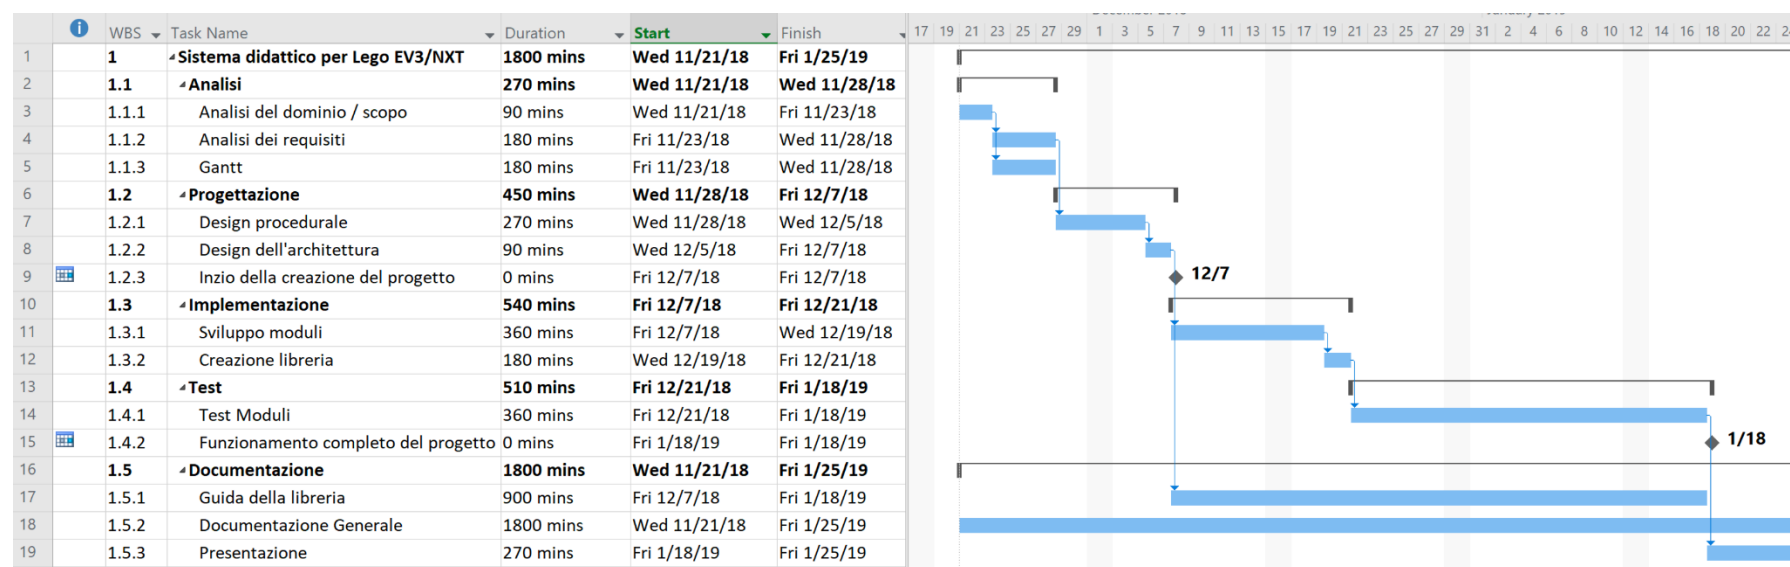 WBS Task Name Duration Start Finish 17 19 21 23 25 27 29 1 3 5 7 9 11 13 15 17 19 21 23 25 27 29 31 2 4 6 8 10 12 14 16 18 20 22
1 1 Sistema didattico per Lego EV3/NXT 1800 mins Wed 11/21/18 Fri 1/25/19
2 1.1 Analisi 270 mins Wed 11/21/18 Wed 11/28/18
3 1.1.1 Analisi del dominio / scopo 90 mins Wed 11/21/18 Fri 11/23/18
4 1.1.2 Analisi dei requisiti 180 mins Fri 11/23/18 Wed 11/28/18
5 1.1.3 Gantt 180 mins Fri 11/23/18 Wed 11/28/18
6 1.2 Progettazione 450 mins Wed 11/28/18 Fri 12/7/18
7 1.2.1 Design procedurale 270 mins Wed 11/28/18 Wed 12/5/18
8 1.2.2 Design dell'architettura 90 mins Wed 12/5/18 Fri 12/7/18
9 1.2.3 Inzio della creazione del progetto 0 mins Fri 12/7/18 Fri 12/7/18 12/7
10 1.3 Implementazione 540 mins Fri 12/7/18 Fri 12/21/18
11 1.3.1 Sviluppo moduli 360 mins Fri 12/7/18 Wed 12/19/18
12 1.3.2 Creazione libreria 180 mins Wed 12/19/18 Fri 12/21/18
13 1.4 Test 510 mins Fri 12/21/18 Fri 1/18/19
14 1.4.1 Test Moduli 360 mins Fri 12/21/18 Fri 1/18/19
15 1.4.2 Funzionamento completo del progetto 0 mins Fri 1/18/19 Fri 1/18/19 1/18
16 1.5 Documentazione 1800 mins Wed 11/21/18 Fri 1/25/19
17 1.5.1 Guida della libreria 900 mins Fri 12/7/18 Fri 1/18/19
18 1.5.2 Documentazione Generale 1800 mins Wed 11/21/18 Fri 1/25/19
19 1.5.3 Presentazione 270 mins Fri 1/18/19 Fri 1/25/19